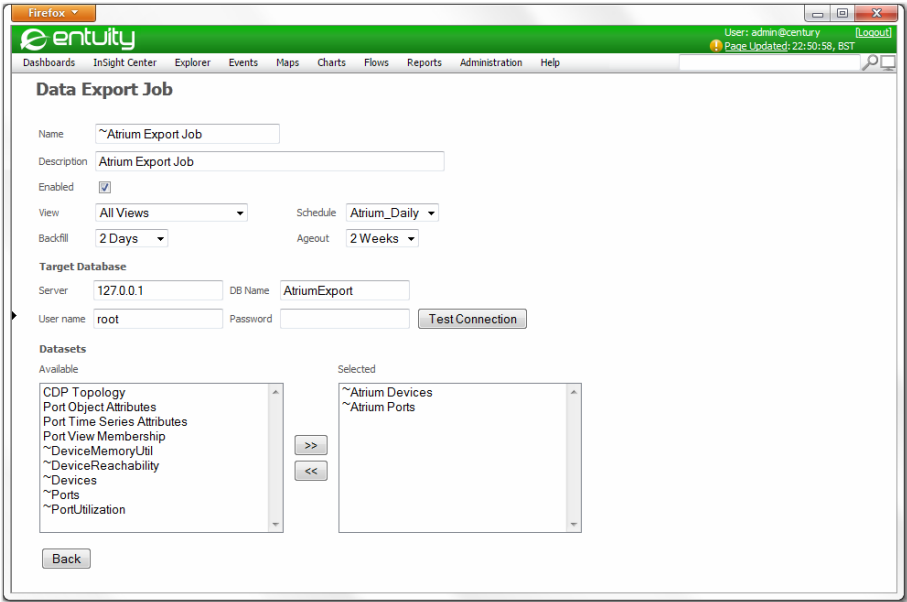 Firefox
entuity
User: admin@century [Logout]
Page Updated: 22:50:58, BST
Dashboards InSight Center Explorer Events Maps Charts Flows Reports Administration Help
Data Export Job
Name ~Atrium Export Job
Description Atrium Export Job
Enabled
View All Views Schedule Atrium_Daily
Backfill 2 Days Ageout 2 Weeks
Target Database
Server 127.0.0.1 DB Name AtriumExport
User name root Password Test Connection
Datasets
Available Selected
CDP Topology ~Atrium Devices
Port Object Attributes ~Atrium Ports
Port Time Series Attributes
Port View Membership
~DeviceMemoryUtil >>
~DeviceReachability <<
~Devices
~Ports
~PortUtilization
Back